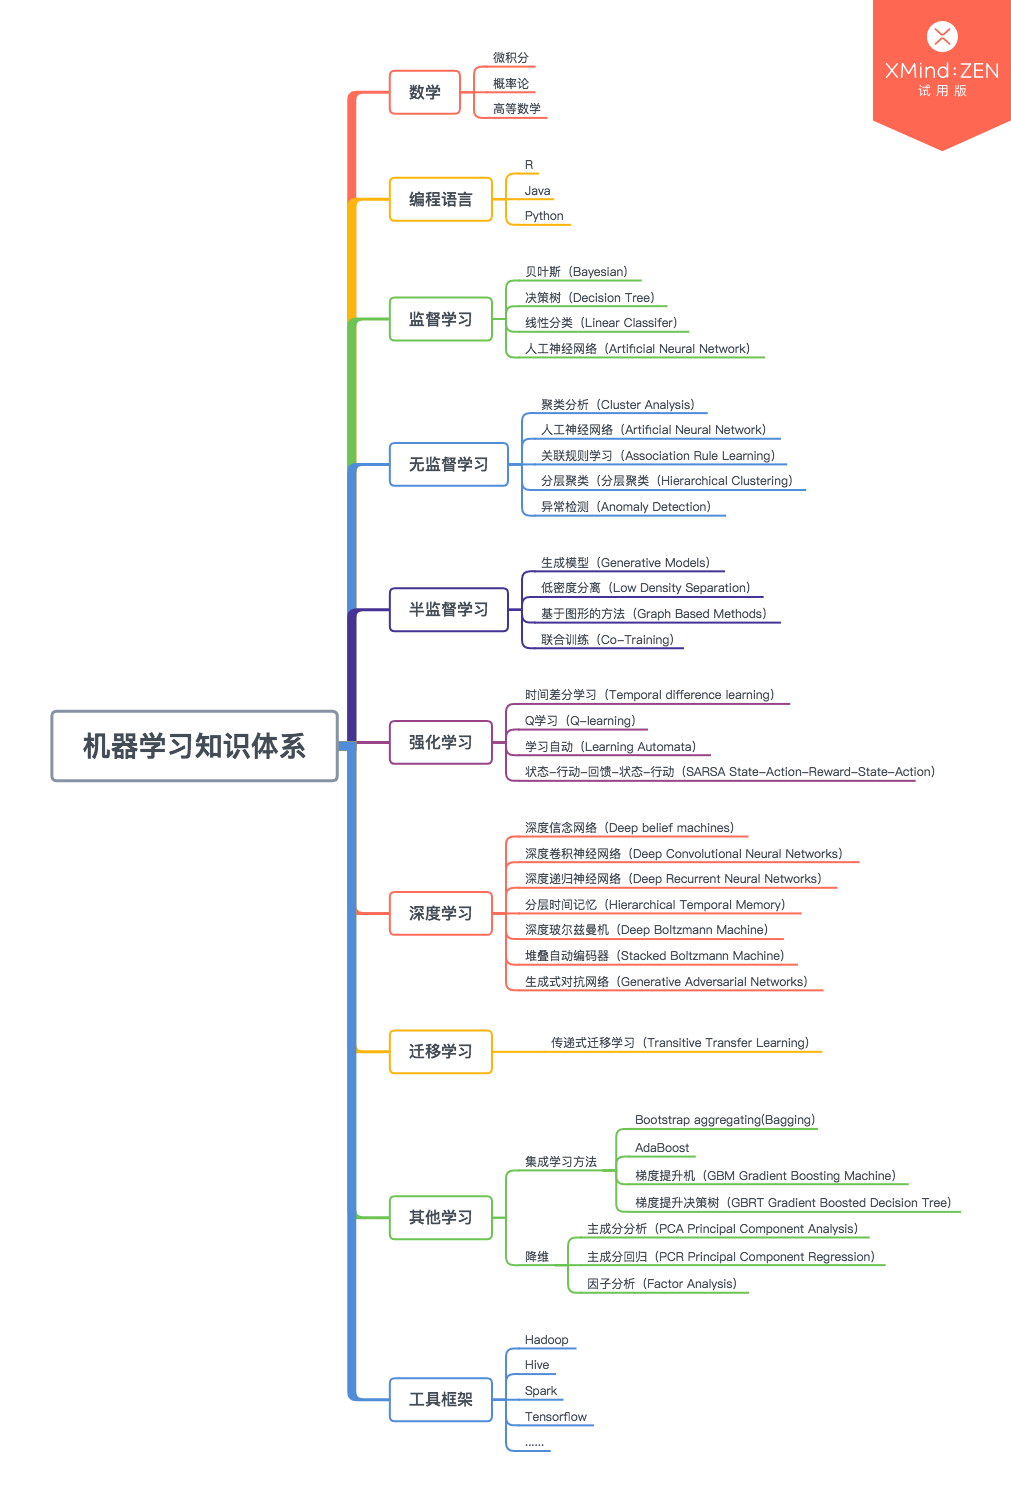 XMind:ZEN
试用版
机器学习知识体系
数学
微积分
概率论
高等数学
编程语言
R
Java
Python
监督学习
贝叶斯（Bayesian）
决策树（Decision Tree）
线性分类（Linear Classifer）
人工神经网络（Artificial Neural Network）
无监督学习
聚类分析（Cluster Analysis）
人工神经网络（Artificial Neural Network）
关联规则学习（Association Rule Learning）
分层聚类（分层聚类（Hierarchical Clustering）
异常检测（Anomaly Detection）
半监督学习
生成模型（Generative Models）
低密度分离（Low Density Separation）
基于图形的方法（Graph Based Methods）
联合训练（Co-Training）
强化学习
时间差分学习（Temporal difference learning）
Q学习（Q-learning）
学习自动（Learning Automata）
状态-行动-回馈-状态-行动（SARSA State-Action-Reward-State-Action）
深度学习
深度信念网络（Deep belief machines）
深度卷积神经网络（Deep Convolutional Neural Networks）
深度递归神经网络（Deep Recurrent Neural Networks）
分层时间记忆（Hierarchical Temporal Memory）
深度玻尔兹曼机（Deep Boltzmann Machine）
堆叠自动编码器（Stacked Boltzmann Machine）
生成式对抗网络（Generative Adversarial Networks）
迁移学习
传递式迁移学习（Transitive Transfer Learning）
其他学习
集成学习方法
Bootstrap aggregating(Bagging)
AdaBoost
梯度提升机（GBM Gradient Boosting Machine）
梯度提升决策树（GBRT Gradient Boosted Decision Tree）
降维
主成分分析（PCA Principal Component Analysis）
主成分回归（PCR Principal Component Regression）
因子分析（Factor Analysis）
工具框架
Hadoop
Hive
Spark
Tensorflow
......